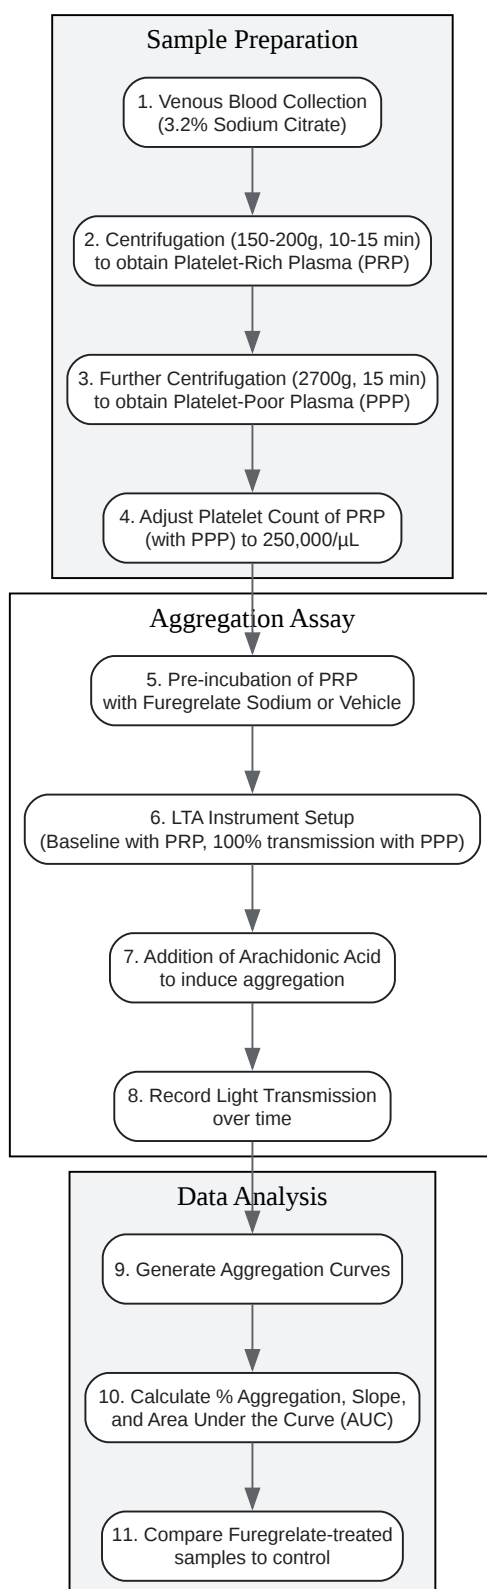 Sample Preparation
1. Venous Blood Collection
(3.2% Sodium Citrate)
2. Centrifugation (150-200g, 10-15 min)
to obtain Platelet-Rich Plasma (PRP)
3. Further Centrifugation (2700g, 15 min)
to obtain Platelet-Poor Plasma (PPP)
4. Adjust Platelet Count of PRP
(with PPP) to 250,000/µL
Aggregation Assay
5. Pre-incubation of PRP
with Furegrelate Sodium or Vehicle
6. LTA Instrument Setup
(Baseline with PRP, 100% transmission with PPP)
7. Addition of Arachidonic Acid
to induce aggregation
8. Record Light Transmission
over time
Data Analysis
9. Generate Aggregation Curves
10. Calculate % Aggregation, Slope,
and Area Under the Curve (AUC)
11. Compare Furegrelate-treated
samples to control